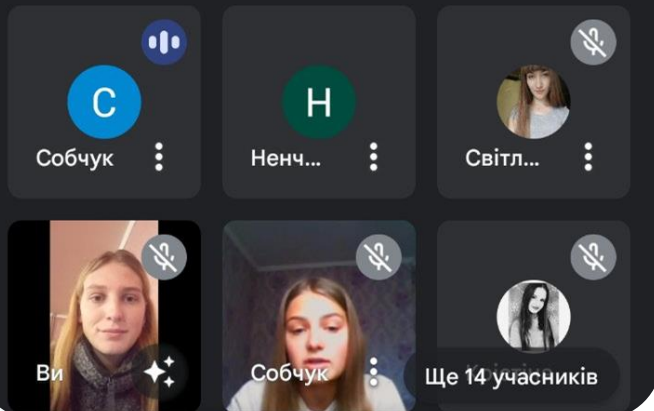 С
Собчук
Н
Ненч...
Світл...
Ви
Собчук
Ще 14 учасників